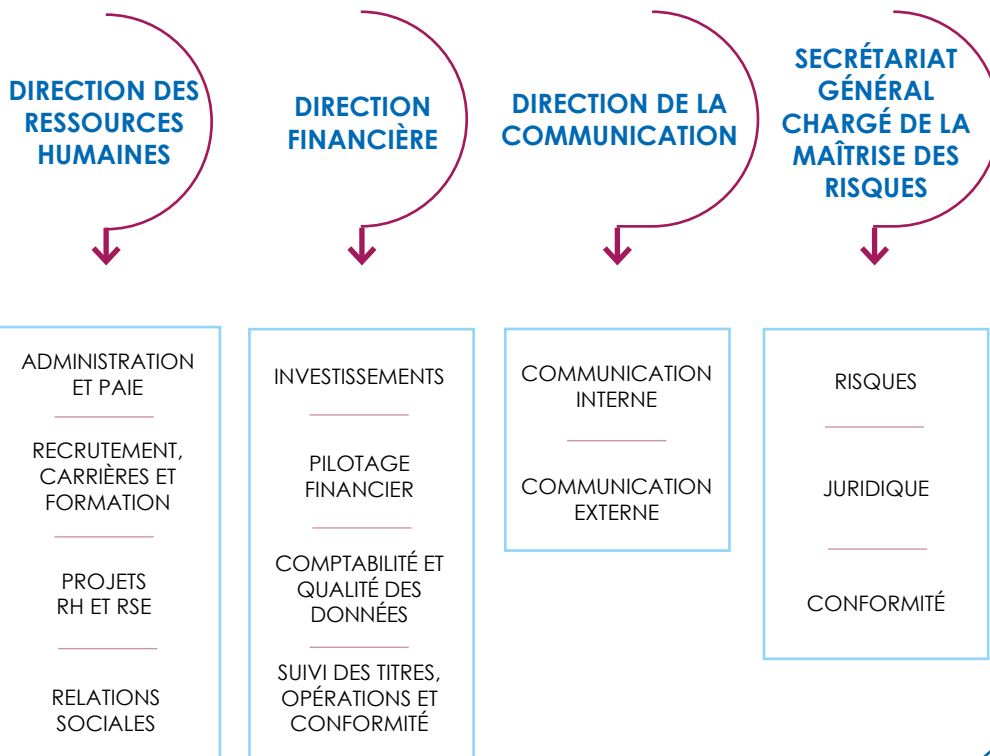 DIRECTION DES
RESSOURCES
HUMAINES
DIRECTION
FINANCIÈRE
DIRECTION DE LA
COMMUNICATION
SECRÉTARIAT
GÉNÉRAL
CHARGÉ DE LA
MAÎTRISE DES
RISQUES
ADMINISTRATION
ET PAIE
RECRUTEMENT,
CARRIÈRES ET
FORMATION
PROJETS
RH ET RSE
RELATIONS
SOCIALES
INVESTISSEMENTS
PILOTAGE
FINANCIER
COMPTABILITÉ ET
QUALITÉ DES
DONNÉES
SUIVI DES TITRES,
OPÉRATIONS ET
CONFORMITÉ
COMMUNICATION
INTERNE
COMMUNICATION
EXTERNE
RISQUES
JURIDIQUE
CONFORMITÉ